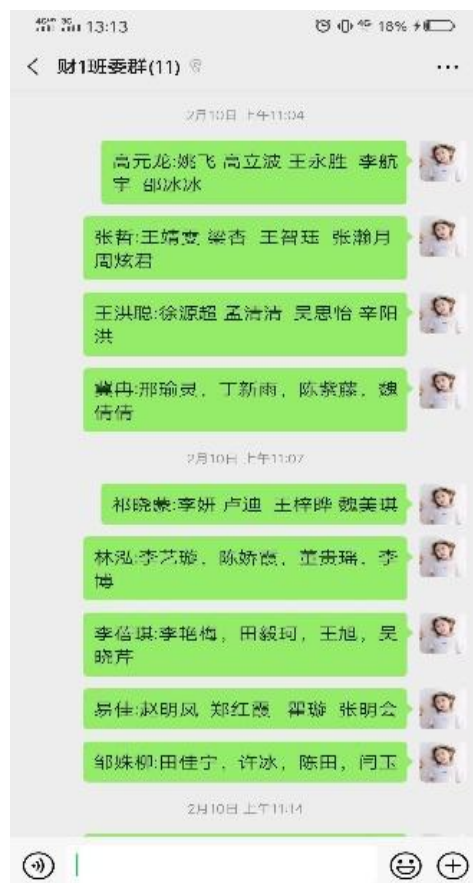 13:13
4G 18%
财1班委群(11)
2月10日 上午11:04
高元龙:姚飞 高立波 王永胜 李航
宇 邵冰冰
张哲:王婧雯 梁杏 王智珏 张瀚月
周炫君
王洪聪:徐源超 孟清清 吴思怡 辛阳
洪
冀冉:邢瑜灵，丁新雨，陈紫藤，魏
倩倩
2月10日 上午11:07
祁晓蒙:李妍 卢迪 王梓晔 魏美琪
林泓:李艺璇，陈娇霞，董贵瑞，李
博
李蓓琪:李艳梅，田毅珂，王旭，吴
晓芹
易佳:赵明凤 郑红霞 翟璇 张明会
邹姝柳:田佳宁，许冰，陈田，闫玉
2月10日 上午11:14